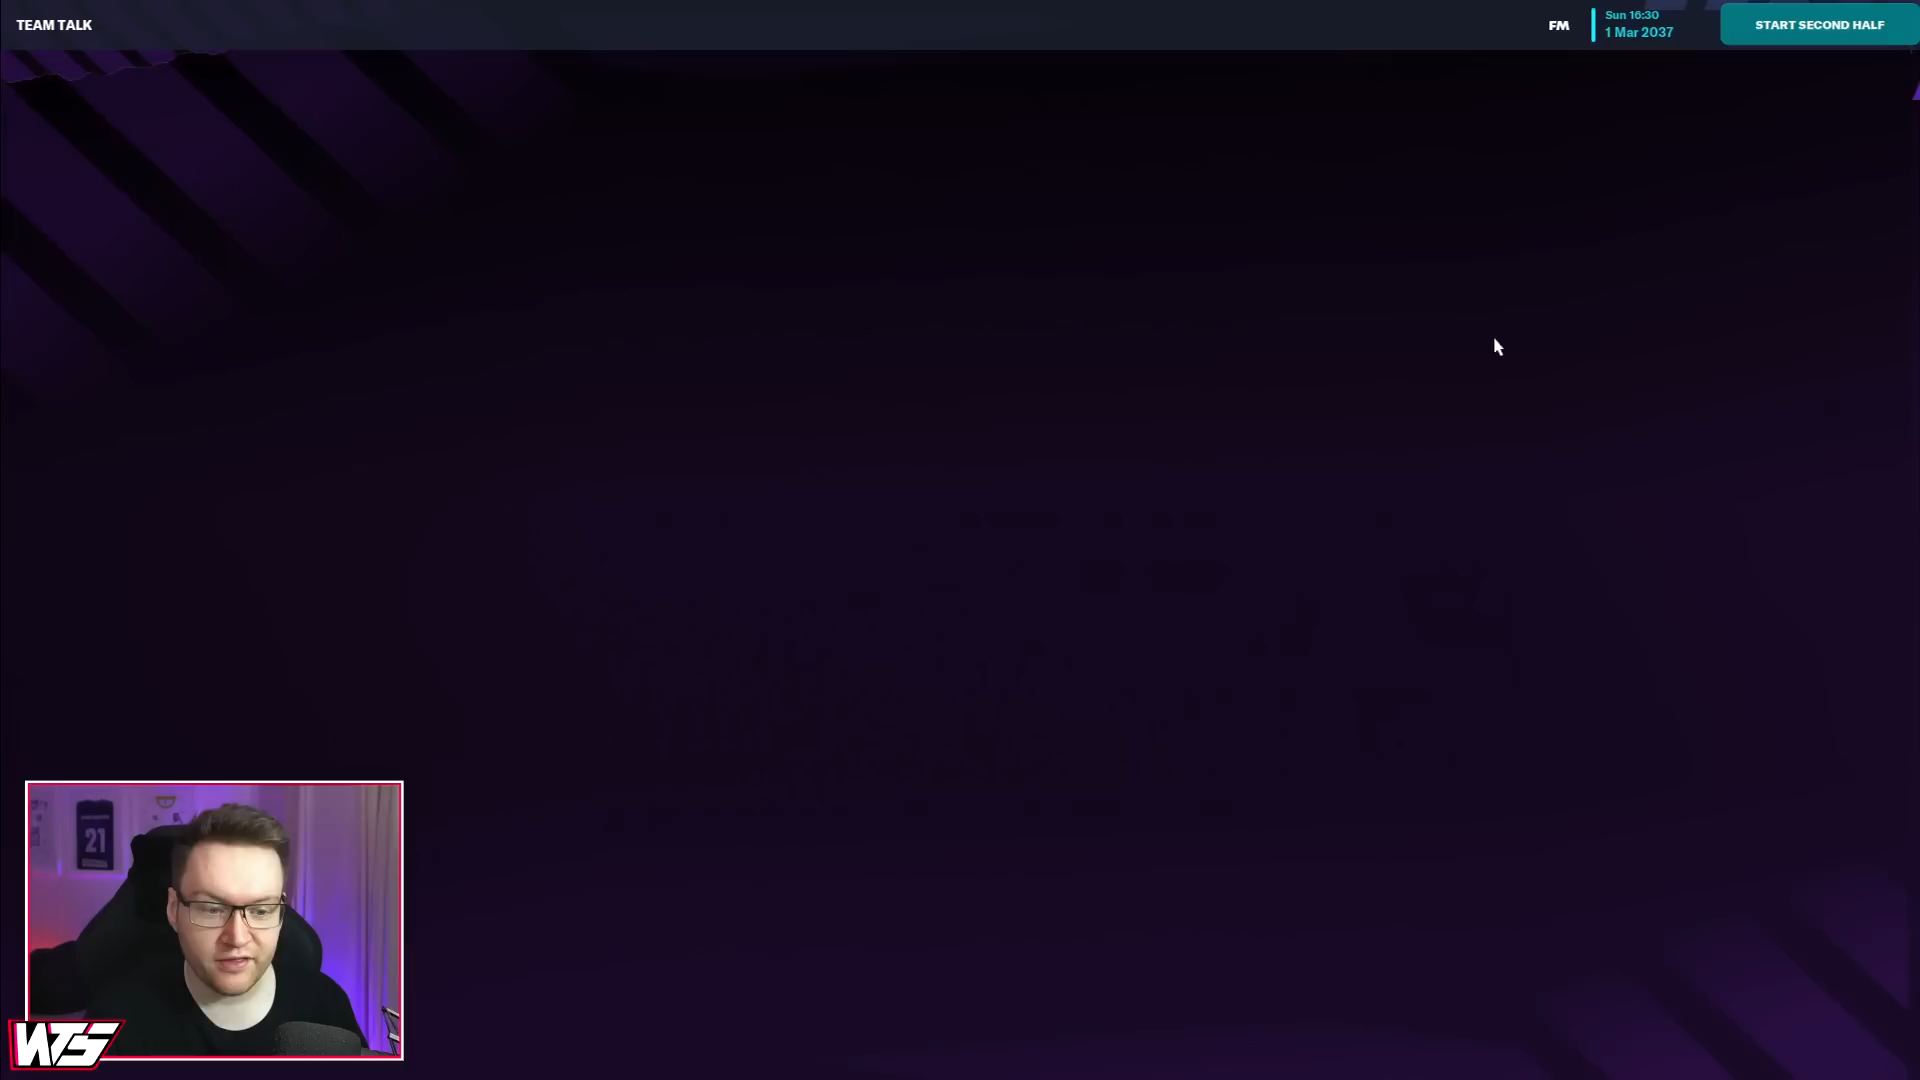 TEAM TALK
FM
Sun 16:30
1 Mar 2037
START SECOND HALF
21
WTS